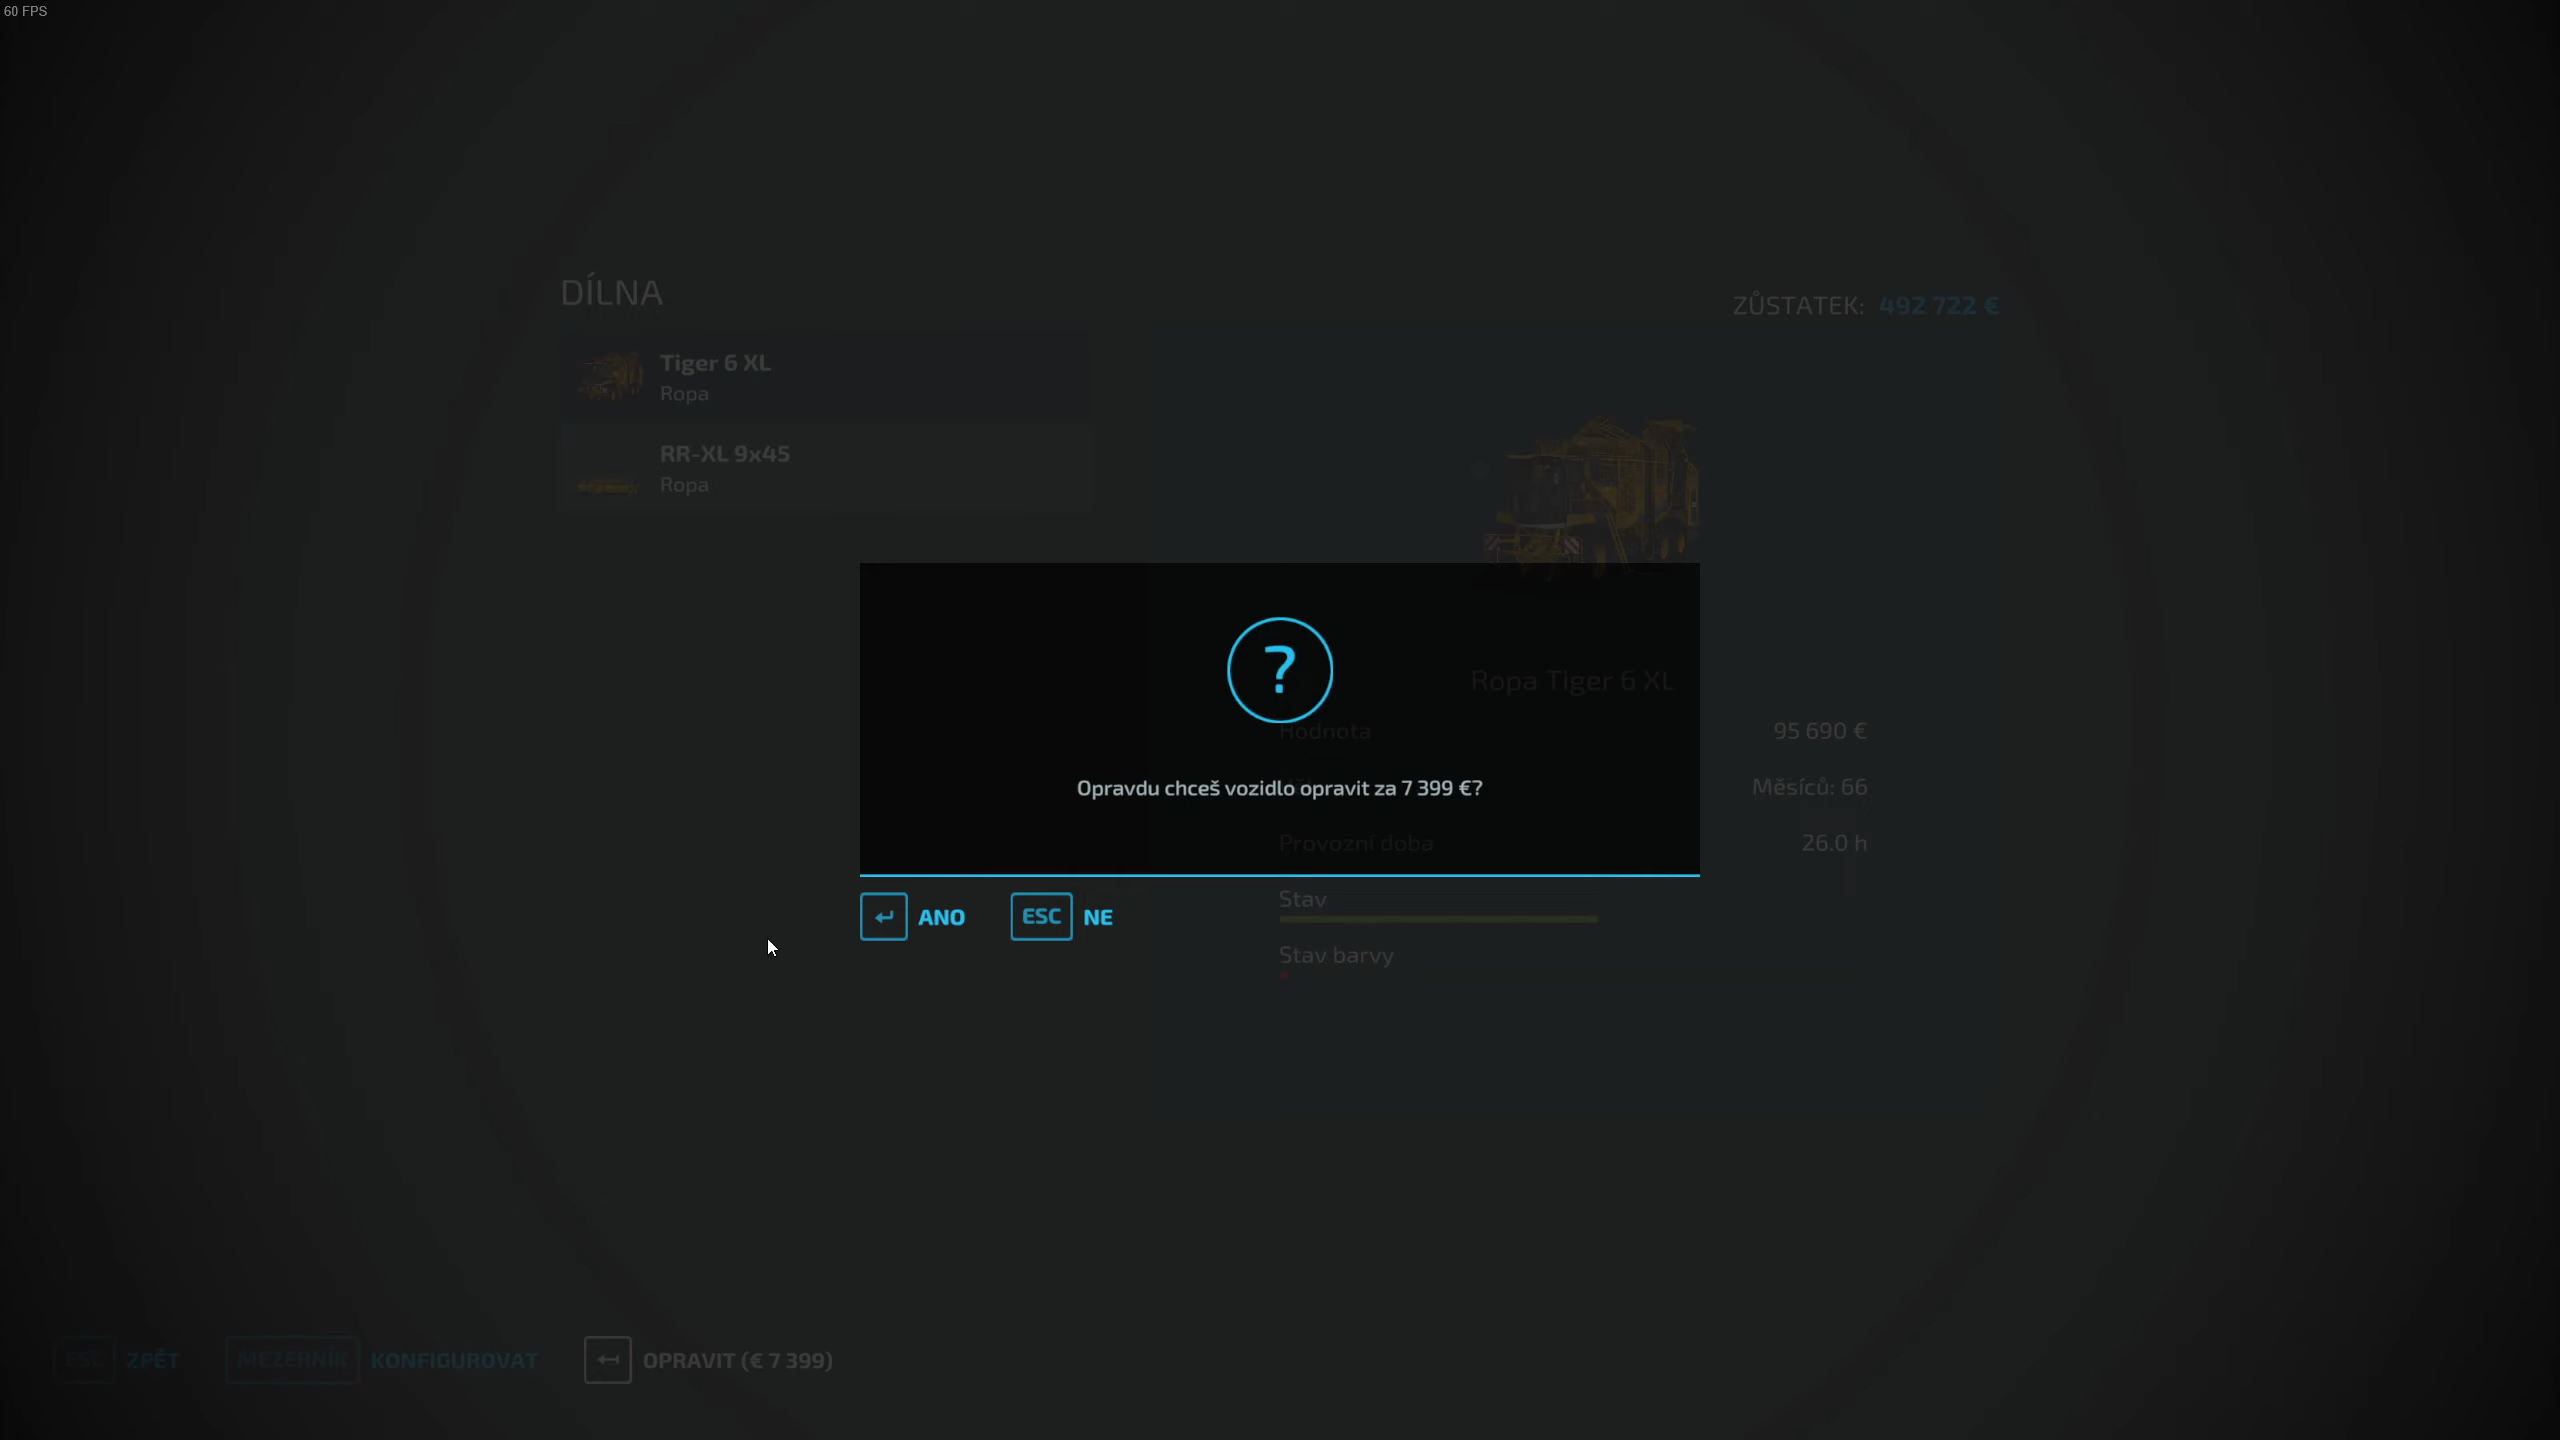 60 FPS
DÍLNA
ZŮSTATEK: 492 722 €
Tiger 6 XL
Ropa
RR-XL 9x45
Ropa
?
Ropa Tiger 6 XL
Hodnota 95 690 €
Opravdu chceš vozidlo opravit za 7 399 €?
Měsíců: 66
Provozní doba 26.0 h
ANO
ESC NE
Stav
Stav barvy
ESC ZPĚT
MEZERNÍK KONFIGUROVAT
OPRAVIT (€ 7 399)